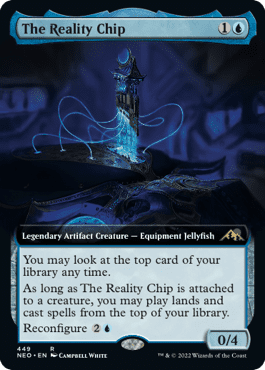 The Reality Chip 1
Legendary Artifact Creature — Equipment Jellyfish
You may look at the top card of your
library any time.
As long as The Reality Chip is attached
to a creature, you may play lands and
cast spells from the top of your library.
Reconfigure 2
0/4
449 R
NEO • EN CAMPBELL WHITE ™ & © 2022 Wizards of the Coast